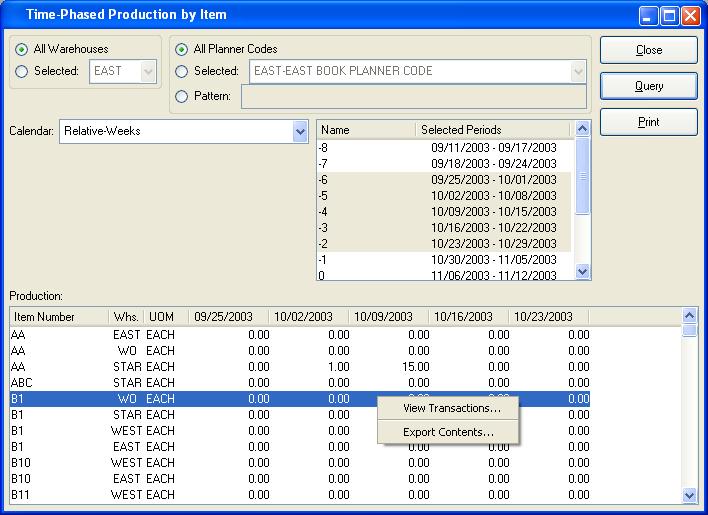 Time-Phased Production by Item
All Warehouses
Selected: EAST
All Planner Codes
Selected: EAST-EAST BOOK PLANNER CODE
Pattern:
Close
Query
Print
Calendar: Relative-Weeks
Name Selected Periods
-8 09/11/2003 - 09/17/2003
-7 09/18/2003 - 09/24/2003
-6 09/25/2003 - 10/01/2003
-5 10/02/2003 - 10/08/2003
-4 10/09/2003 - 10/15/2003
-3 10/16/2003 - 10/22/2003
-2 10/23/2003 - 10/29/2003
-1 10/30/2003 - 11/05/2003
0 11/06/2003 - 11/12/2003
Production:
Item Number Whs. UOM 09/25/2003 10/02/2003 10/09/2003 10/16/2003 10/23/2003
AA EAST EACH 0.00 0.00 0.00 0.00 0.00
AA WO EACH 0.00 0.00 0.00 0.00 0.00
AA STAR EACH 0.00 1.00 15.00 0.00 0.00
ABC STAR EACH 0.00 0.00 0.00 0.00 0.00
B1 WO EACH 0.00 0.00 0.00 0.00 0.00
B1 STAR EACH 0.00 0.00 0.00
B1 WEST EACH 0.00 0.00 0.00
B1 EAST EACH 0.00 0.00 0.00 0.00 0.00
B10 WEST EACH 0.00 0.00 0.00 0.00 0.00
B10 EAST EACH 0.00 0.00 0.00 0.00 0.00
B11 WEST EACH 0.00 0.00 0.00 0.00 0.00
View Transactions...
Export Contents...